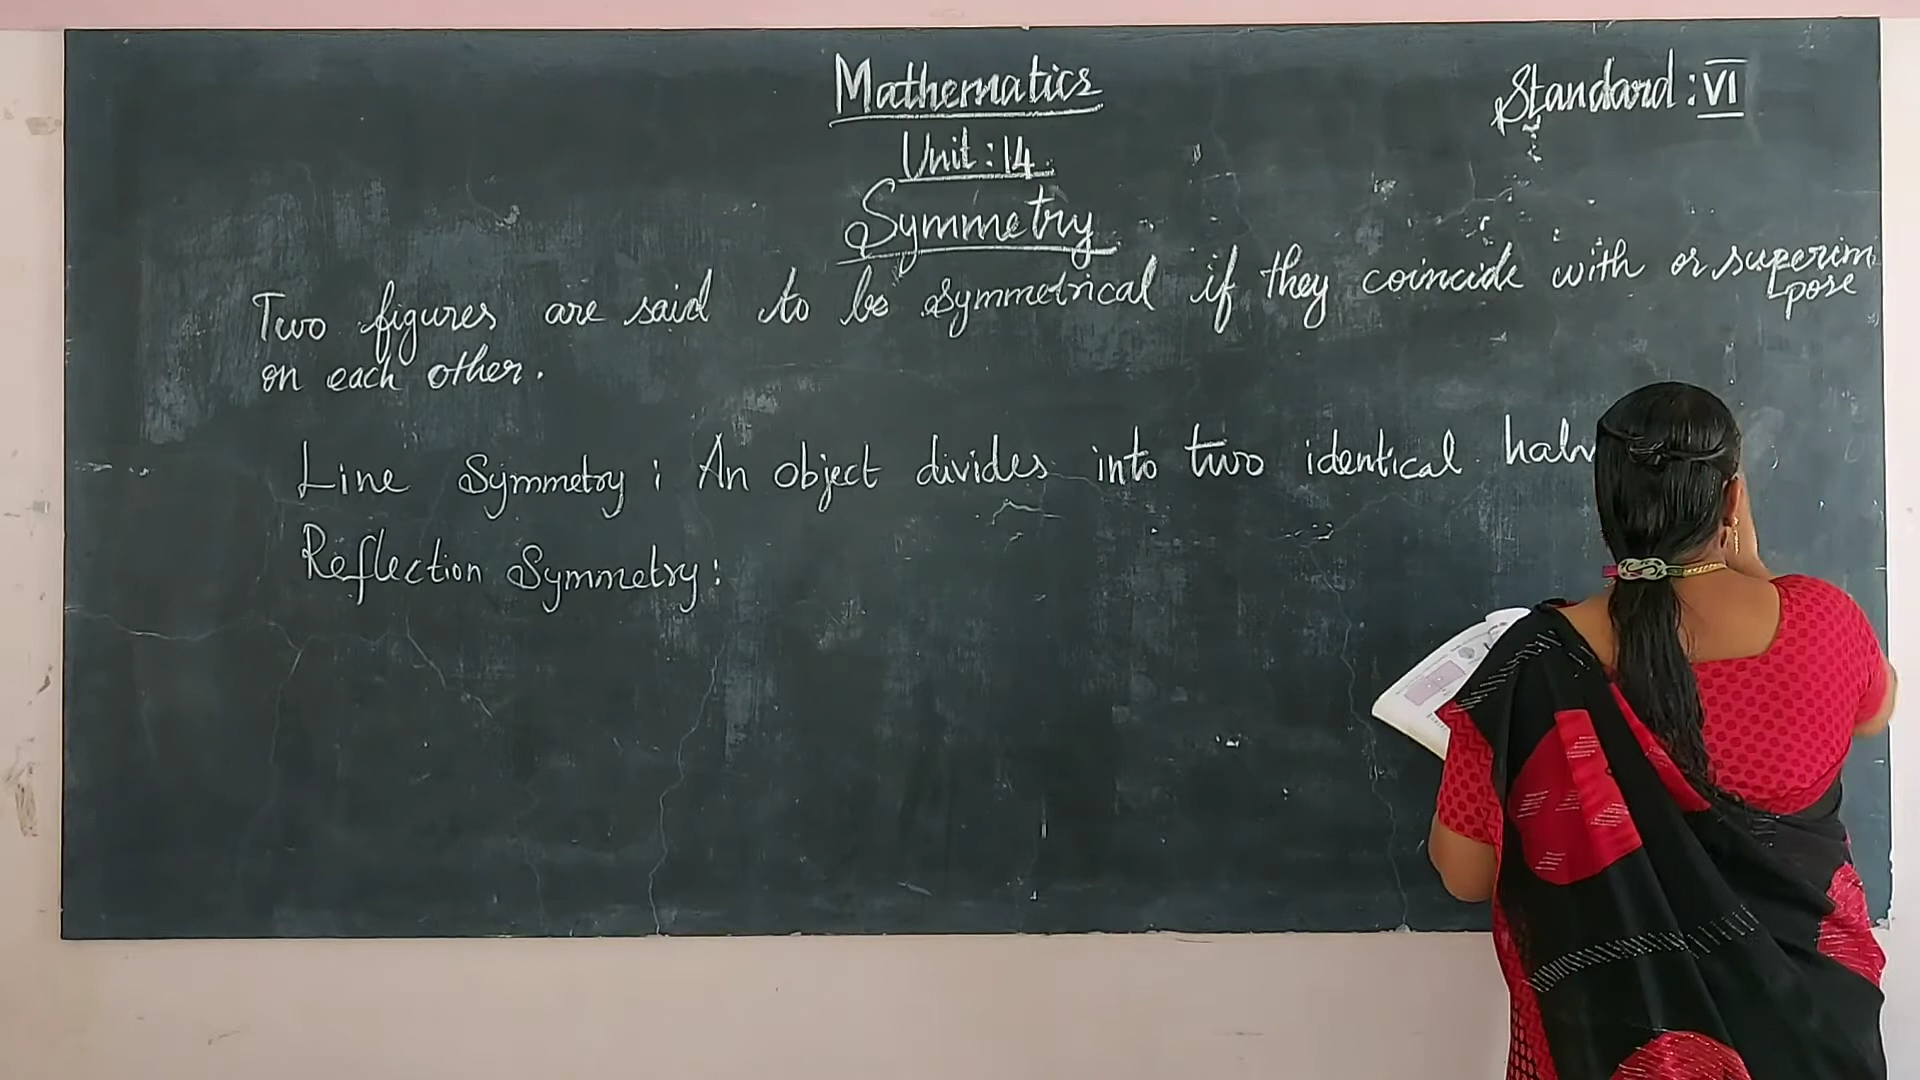 Mathematics
Standard : VI
Unit : 14
Symmetry
Two figures are said to be symmetrical if they coincide with or superim
pose
on each other.
Line Symmetry : An object divides into two identical
Reflection Symmetry :